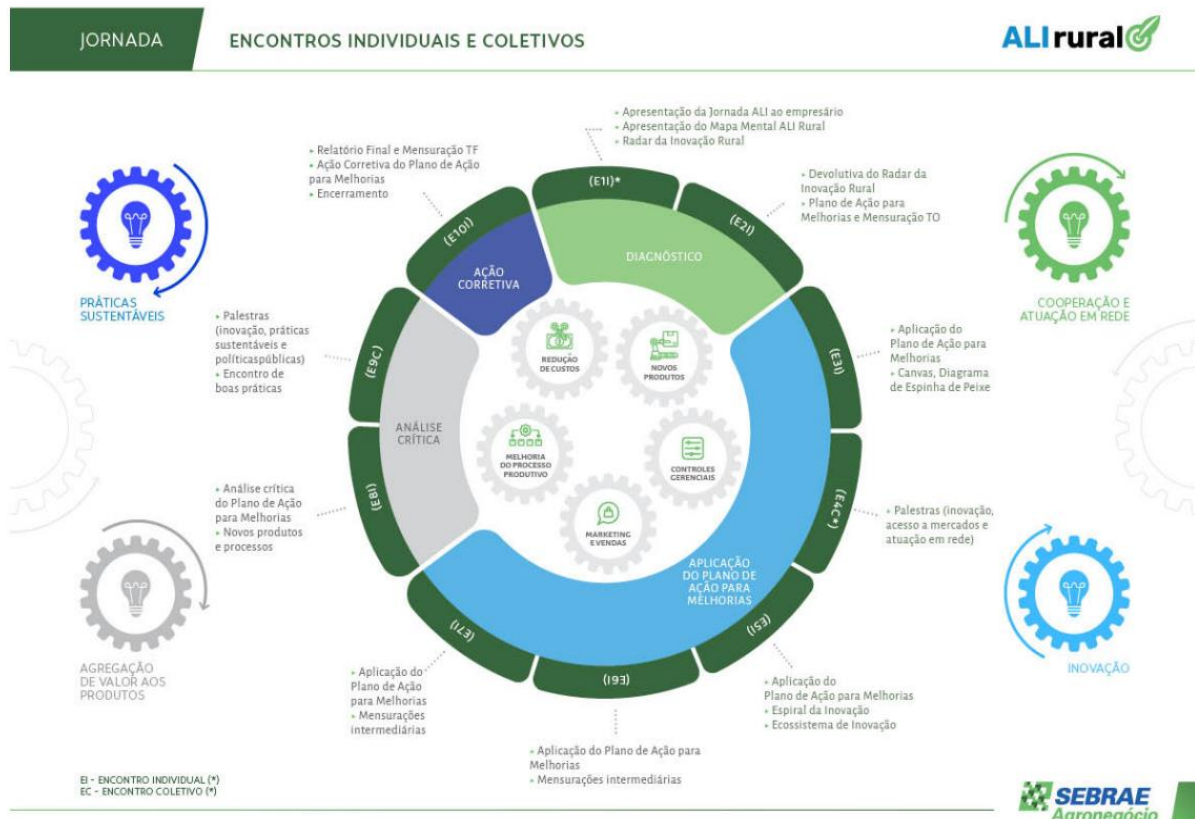 JORNADA
ENCONTROS INDIVIDUAIS E COLETIVOS
ALIrural
▸ Apresentação da Jornada ALI ao empresário
▸ Apresentação do Mapa Mental ALI Rural
▸ Radar da Inovação Rural
▸ Relatório Final e Mensuração TF
▸ Ação Corretiva do Plano de Ação
para Melhorias
▸ Encerramento
▸ Devolutiva do Radar da
Inovação Rural
▸ Plano de Ação para
Melhorias e Mensuração TO
(E1I)*
(E2I)
(E10I)
DIAGNÓSTICO
AÇÃO
CORRETIVA
PRÁTICAS
SUSTENTÁVEIS
COOPERAÇÃO E
ATUAÇÃO EM REDE
▸ Palestras
(inovação, práticas
sustentáveis e
políticaspúblicas)
▸ Encontro de
boas práticas
(E9C)
REDUÇÃO
DE CUSTOS
NOVOS
PRODUTOS
(E3I)
▸ Aplicação do
Plano de Ação para
Melhorias
▸ Canvas, Diagrama
de Espinha de Peixe
ANÁLISE
CRÍTICA
MELHORIA
DO PROCESSO
PRODUTIVO
CONTROLES
GERENCIAIS
MARKETING
E VENDAS
▸ Análise crítica
do Plano de Ação
para Melhorias
▸ Novos produtos
e processos
(E8I)
(E4C*)
▸ Palestras (inovação,
acesso a mercados e
atuação em rede)
APLICAÇÃO
DO PLANO DE
AÇÃO PARA
MELHORIAS
(E7I)
(E6I)
(E5I)
AGREGAÇÃO
DE VALOR AOS
PRODUTOS
INOVAÇÃO
▸ Aplicação do
Plano de Ação
para Melhorias
▸ Mensurações
intermediárias
▸ Aplicação do
Plano de Ação para Melhorias
▸ Espiral da Inovação
▸ Ecossistema de Inovação
▸ Aplicação do Plano de Ação para
Melhorias
▸ Mensurações intermediárias
EI - ENCONTRO INDIVIDUAL (*)
EC - ENCONTRO COLETIVO (*)
SEBRAE
Agronegócio